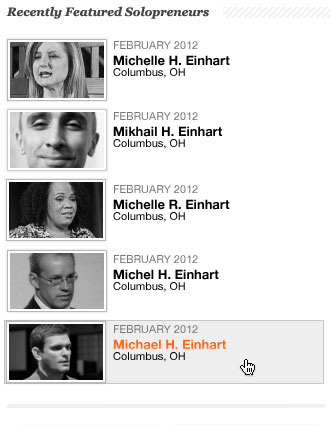 Recently Featured Solopreneurs
FEBRUARY 2012
Michelle H. Einhart
Columbus, OH
FEBRUARY 2012
Mikhail H. Einhart
Columbus, OH
FEBRUARY 2012
Michelle R. Einhart
Columbus, OH
FEBRUARY 2012
Michel H. Einhart
Columbus, OH
FEBRUARY 2012
Michael H. Einhart
Columbus, OH